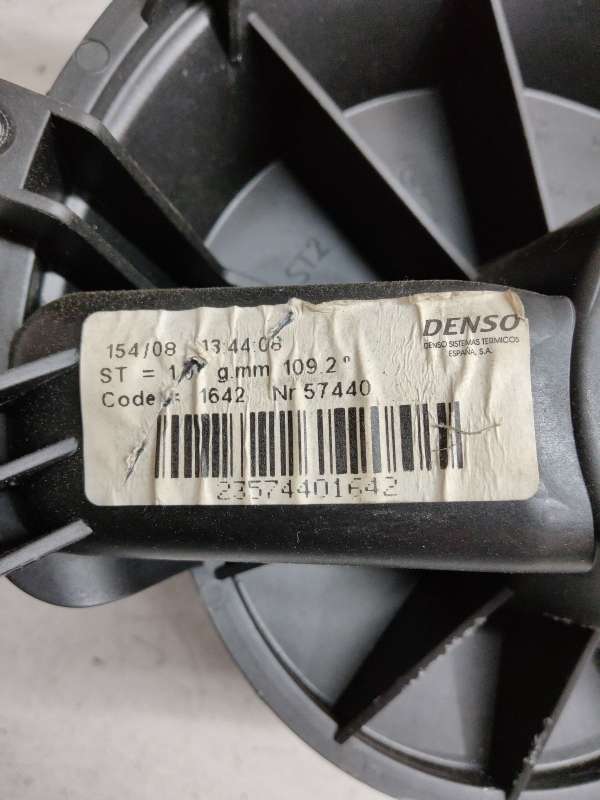 154/08 13:44:08
ST = g.mm 109.2°
Code : 1642 Nr 57440
23574401642
DENSO
DENSO SISTEMAS TERMICOS
ESPAÑA, S.A.
ST2